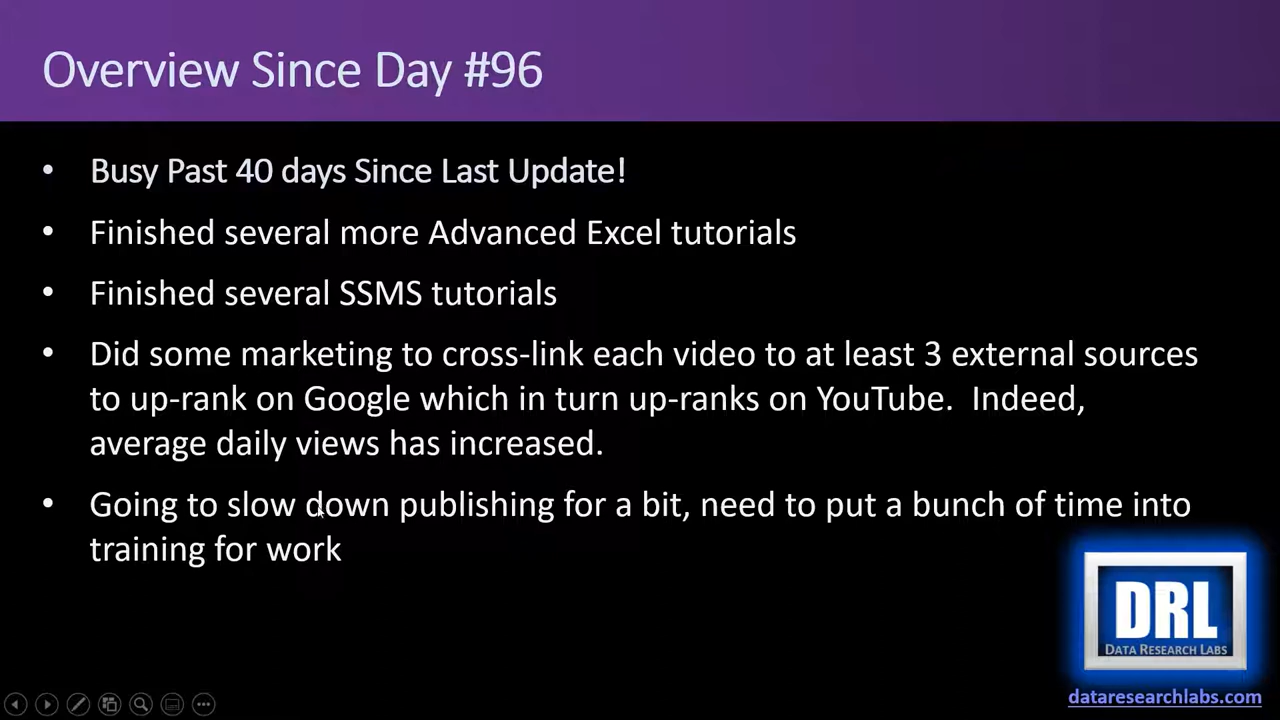 Overview Since Day #96
• Busy Past 40 days Since Last Update!
• Finished several more Advanced Excel tutorials
• Finished several SSMS tutorials
• Did some marketing to cross-link each video to at least 3 external sources
to up-rank on Google which in turn up-ranks on YouTube.  Indeed,
average daily views has increased.
• Going to slow down publishing for a bit, need to put a bunch of time into
training for work
DRL
DATA RESEARCH LABS
dataresearchlabs.com